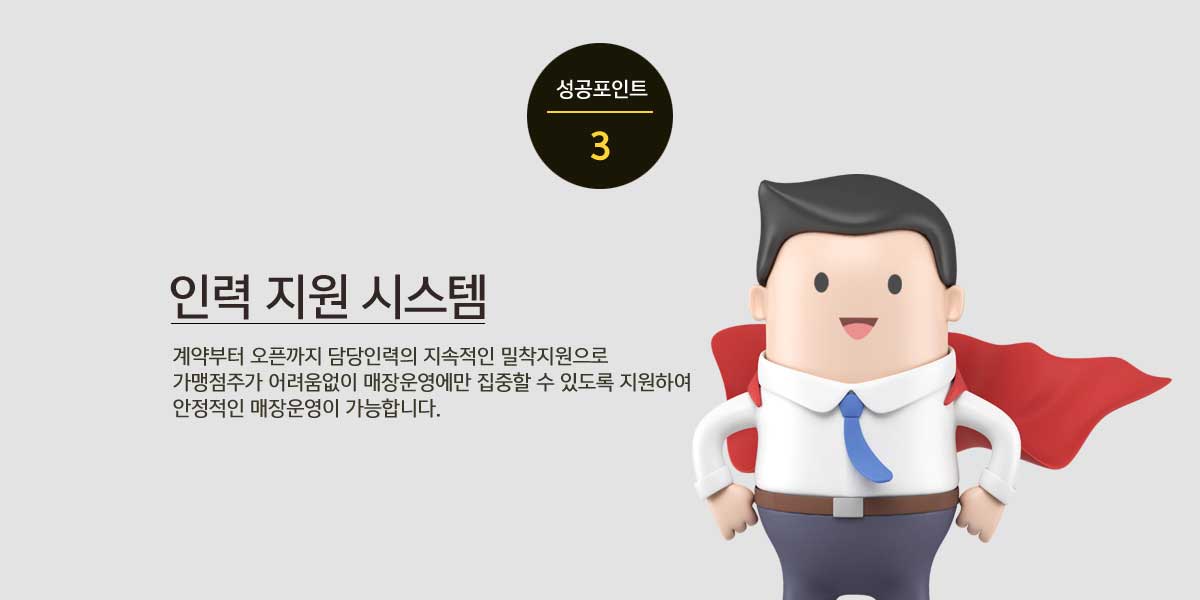 성공포인트
3
인력 지원 시스템
계약부터 오픈까지 담당인력의 지속적인 밀착지원으로
가맹점주가 어려움없이 매장운영에만 집중할 수 있도록 지원하여
안정적인 매장운영이 가능합니다.